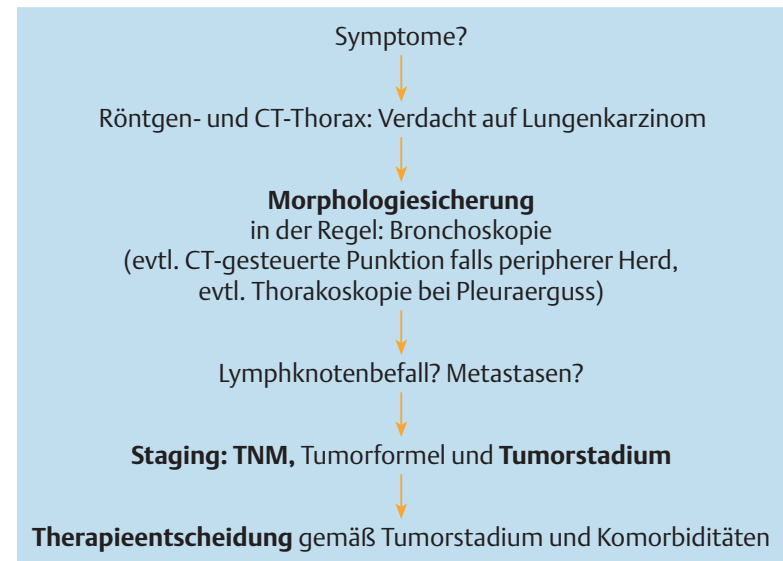 Symptome?
Röntgen- und CT-Thorax: Verdacht auf Lungenkarzinom
Morphologiesicherung
in der Regel: Bronchoskopie
(evtl. CT-gesteuerte Punktion falls peripherer Herd,
evtl. Thorakoskopie bei Pleuraerguss)
Lymphknotenbefall? Metastasen?
Staging: TNM, Tumorformel und Tumorstadium
Therapieentscheidung gemäß Tumorstadium und Komorbiditäten